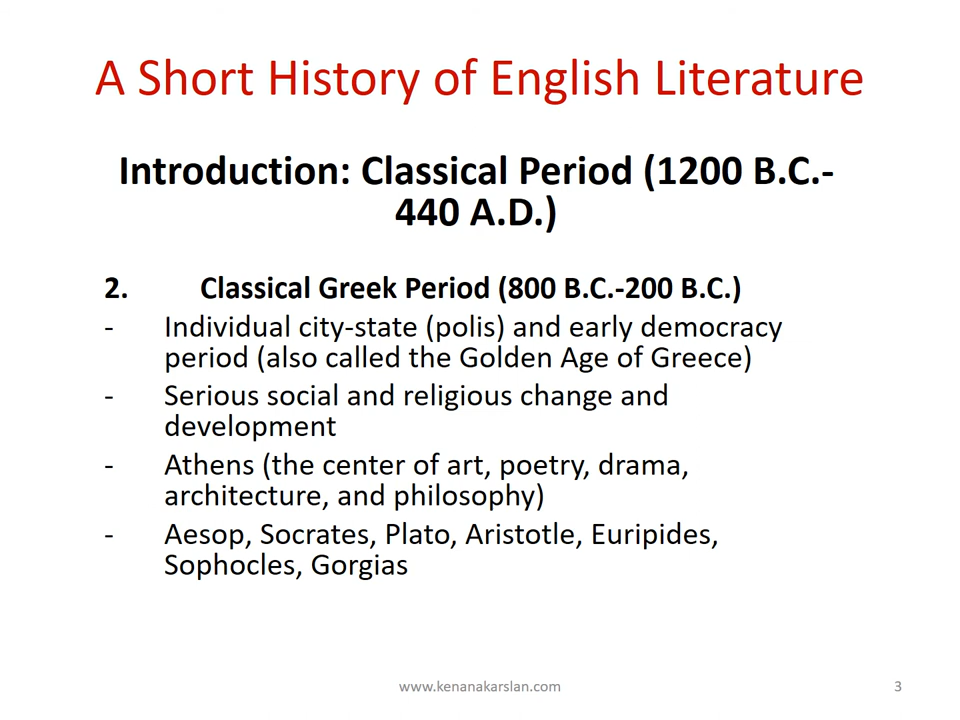 A Short History of English Literature
Introduction: Classical Period (1200 B.C.-
440 A.D.)
2. Classical Greek Period (800 B.C.-200 B.C.)
- Individual city-state (polis) and early democracy
period (also called the Golden Age of Greece)
- Serious social and religious change and
development
- Athens (the center of art, poetry, drama,
architecture, and philosophy)
- Aesop, Socrates, Plato, Aristotle, Euripides,
Sophocles, Gorgias
www.kenanakarslan.com 3